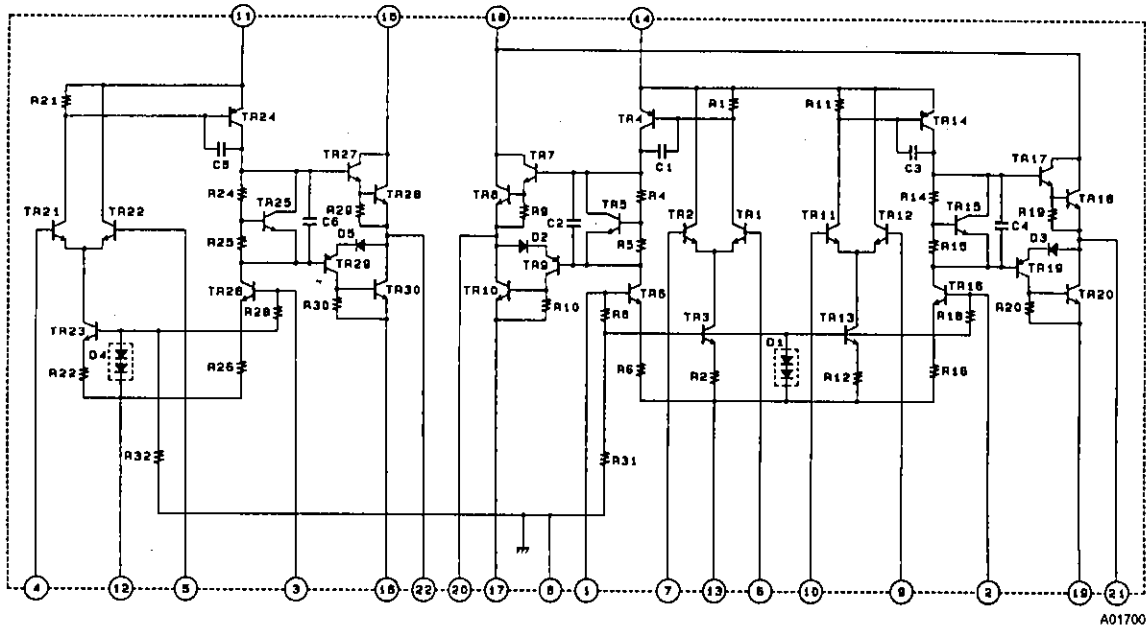 11 15 18 14
R21 TR24 TR4 R1 R11 TR14
C5 C1 C3
TR27 TR7 TR17
R24 TR28 TR8 R4 R14 TR18
TR21 TR22 TR25 R29 R9 C2 TR5 TR2 TR1 TR11 TR12 TR15 R19
R25 C6 D5 D2 R5 R15 C4 D3
TR29 TR9 TR19
TR26 R28 R30 TR30 TR10 R10 R8 TR6 TR16 R18 R20 TR20
TR23 D4 TR3 D1 TR13
R22 R26 R6 R2 R12 R16
R32 R31
4 12 5 3 16 22 20 17 8 1 7 13 6 10 9 2 19 21
A01700